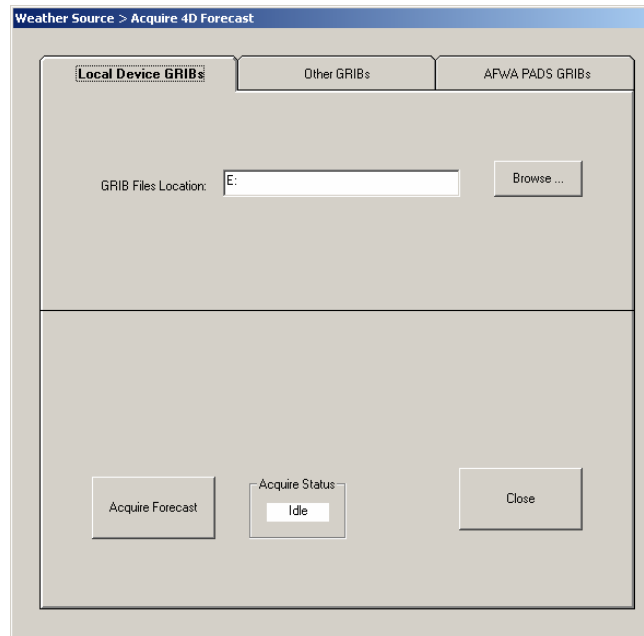 Weather Source > Acquire 4D Forecast
Local Device GRIBs
Other GRIBs
AFWA PADS GRIBs
GRIB Files Location:
E:
Browse ...
Acquire Forecast
Acquire Status
Idle
Close